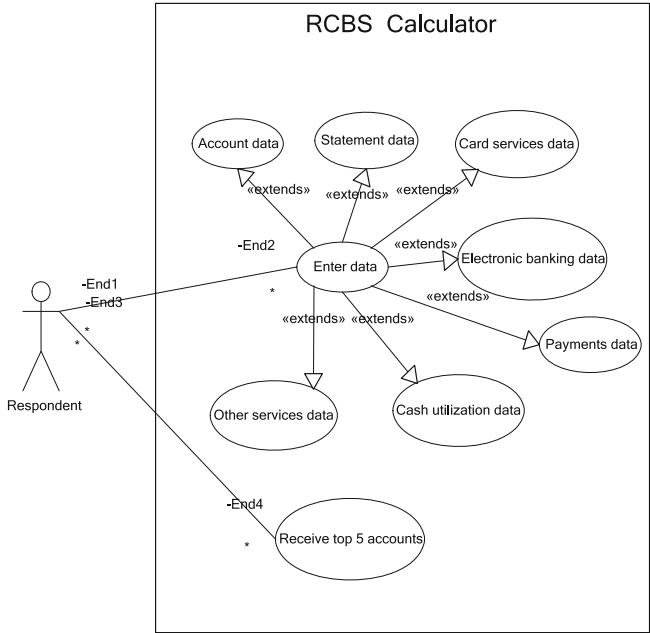 RCBS Calculator
Account data
Statement data
Card services data
«extends»
«extends»
«extends»
-End2
Enter data
«extends»
Electronic banking data
-End1
-End3
*
«extends»
*
*
«extends»
«extends»
Payments data
Respondent
Other services data
Cash utilization data
-End4
Receive top 5 accounts
*